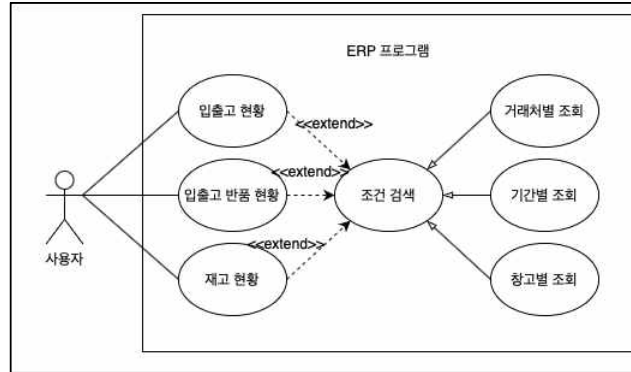 ERP 프로그램
입출고 현황
<<extend>>
거래처별 조회
<<extend>>
입출고 반품 현황
조건 검색
기간별 조회
<<extend>>
사용자
재고 현황
창고별 조회